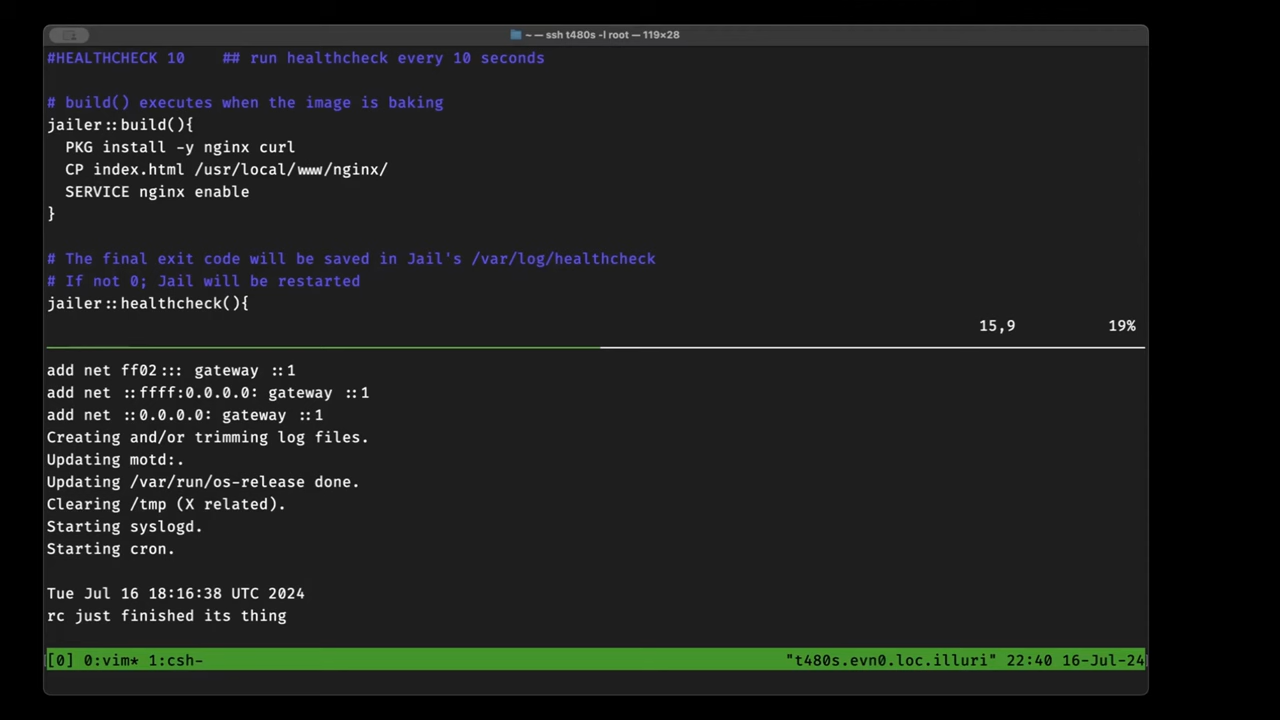 ~ — ssh t480s -l root — 119×28
#HEALTHCHECK 10    ## run healthcheck every 10 seconds
# build() executes when the image is baking
jailer::build(){
  PKG install -y nginx curl
  CP index.html /usr/local/www/nginx/
  SERVICE nginx enable
}
# The final exit code will be saved in Jail's /var/log/healthcheck
# If not 0; Jail will be restarted
jailer::healthcheck(){
15,9         19%
add net ff02::: gateway ::1
add net ::ffff:0.0.0.0: gateway ::1
add net ::0.0.0.0: gateway ::1
Creating and/or trimming log files.
Updating motd:.
Updating /var/run/os-release done.
Clearing /tmp (X related).
Starting syslogd.
Starting cron.
Tue Jul 16 18:16:38 UTC 2024
rc just finished its thing
[0] 0:vim* 1:csh-    "t480s.evn0.loc.illuri" 22:40 16-Jul-24